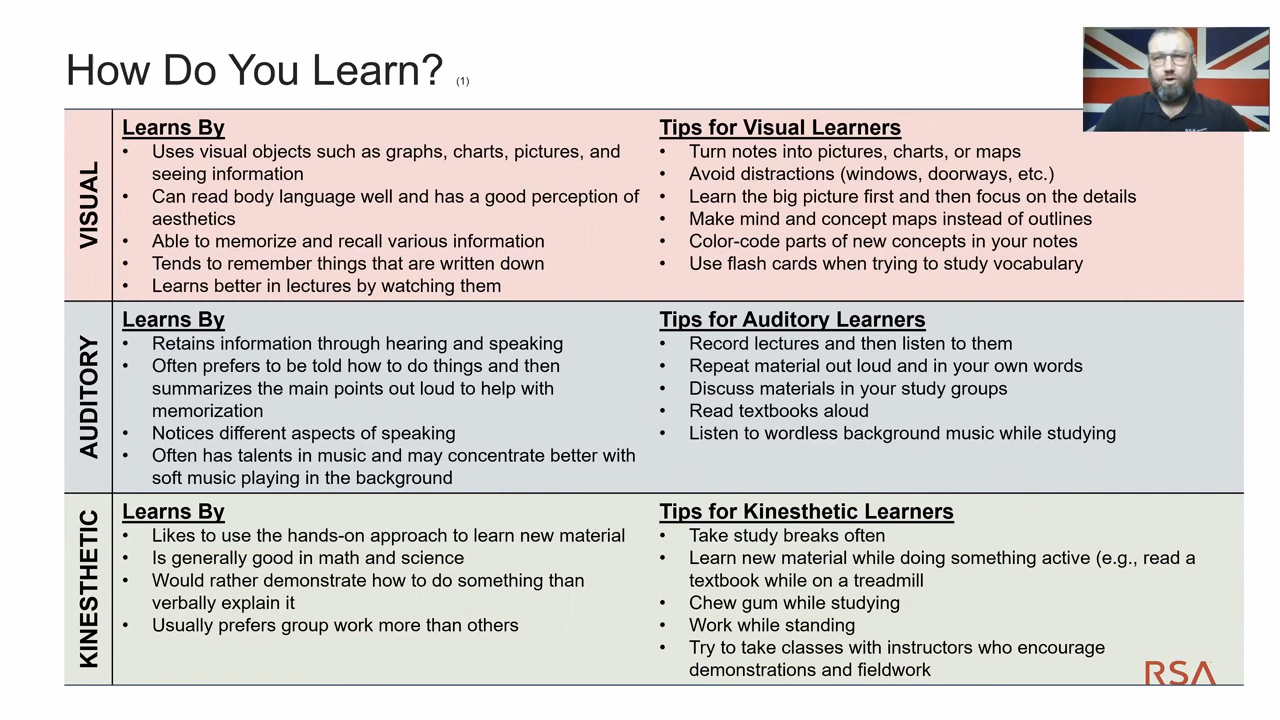 How Do You Learn? (1)
VISUAL
Learns By
• Uses visual objects such as graphs, charts, pictures, and
seeing information
• Can read body language well and has a good perception of
aesthetics
• Able to memorize and recall various information
• Tends to remember things that are written down
• Learns better in lectures by watching them
Tips for Visual Learners
• Turn notes into pictures, charts, or maps
• Avoid distractions (windows, doorways, etc.)
• Learn the big picture first and then focus on the details
• Make mind and concept maps instead of outlines
• Color-code parts of new concepts in your notes
• Use flash cards when trying to study vocabulary
AUDITORY
Learns By
• Retains information through hearing and speaking
• Often prefers to be told how to do things and then
summarizes the main points out loud to help with
memorization
• Notices different aspects of speaking
• Often has talents in music and may concentrate better with
soft music playing in the background
Tips for Auditory Learners
• Record lectures and then listen to them
• Repeat material out loud and in your own words
• Discuss materials in your study groups
• Read textbooks aloud
• Listen to wordless background music while studying
KINESTHETIC
Learns By
• Likes to use the hands-on approach to learn new material
• Is generally good in math and science
• Would rather demonstrate how to do something than
verbally explain it
• Usually prefers group work more than others
Tips for Kinesthetic Learners
• Take study breaks often
• Learn new material while doing something active (e.g., read a
textbook while on a treadmill
• Chew gum while studying
• Work while standing
• Try to take classes with instructors who encourage
demonstrations and fieldwork
RSA
RSA